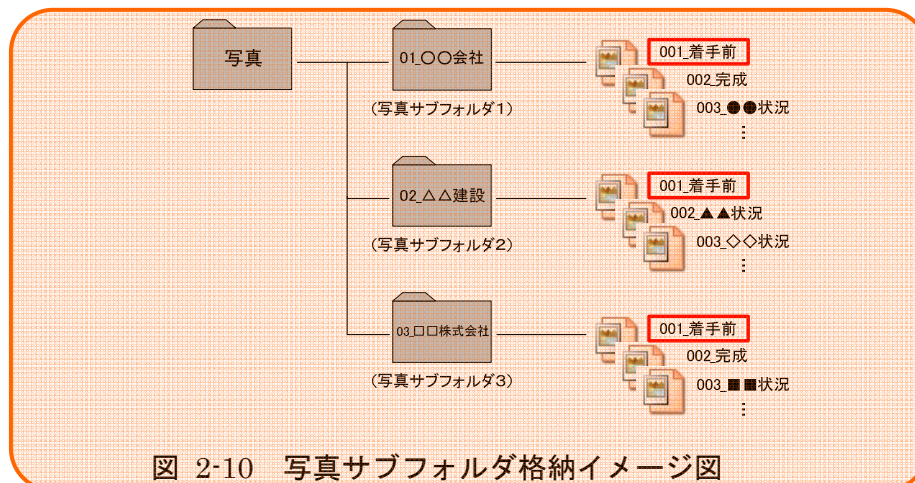 写真
01_〇〇会社
(写真サブフォルダ1)
001_着手前
002_完成
003_●●状況
⋮
02_△△建設
(写真サブフォルダ2)
001_着手前
002_▲▲状況
003_◇◇状況
⋮
03_□□株式会社
(写真サブフォルダ3)
001_着手前
002_完成
003_■■状況
⋮
図 2-10 写真サブフォルダ格納イメージ図